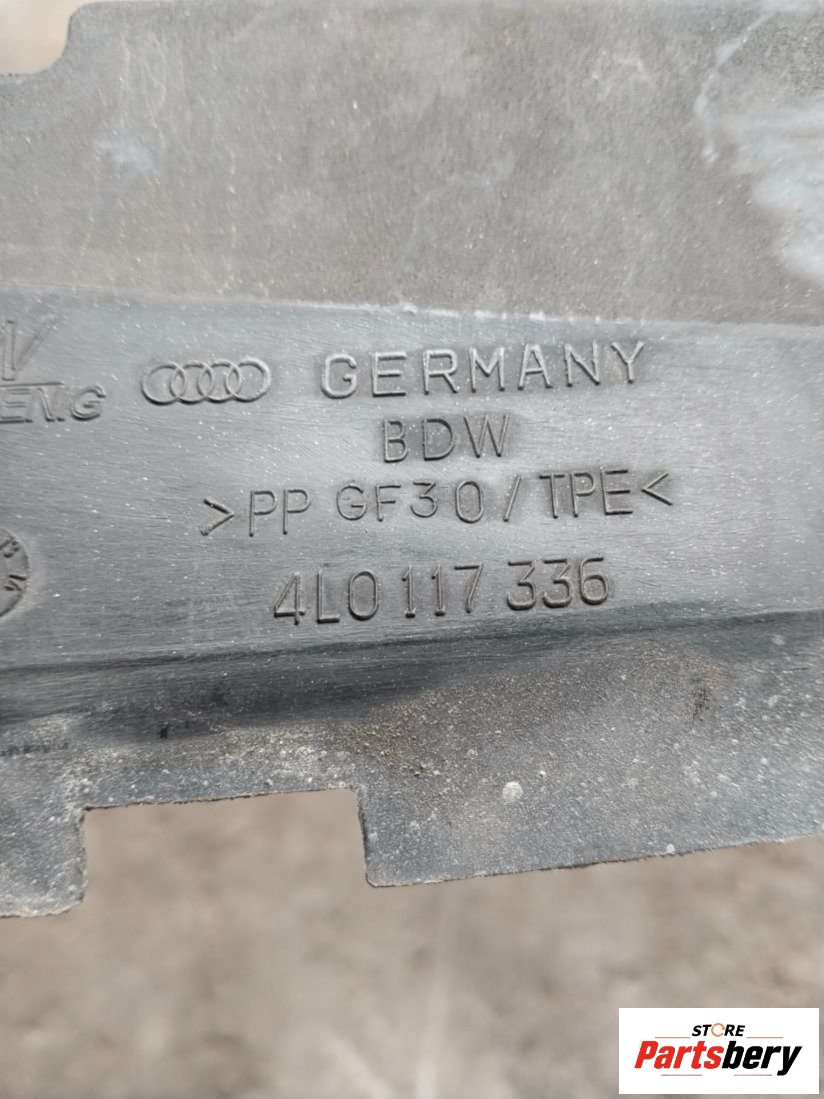 GERMANY
BDW
>PP GF30/TPE<
4L0 117 336
STORE
Partsbery